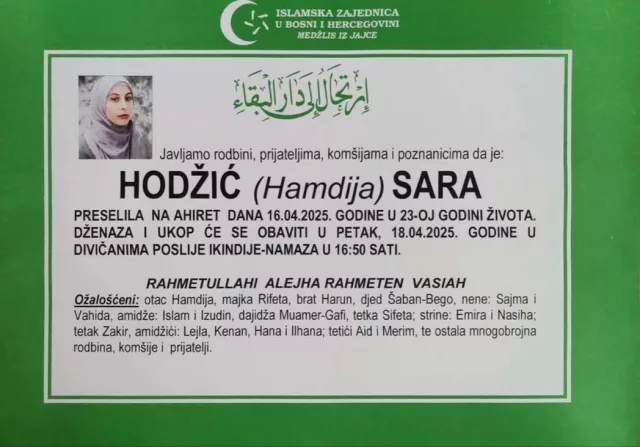 ISLAMSKA ZAJEDNICA
U BOSNI I HERCEGOVINI
MEDŽLIS IZ JAJCE
إرتحال إلى دار البقاء
Javljamo rodbini, prijateljima, komšijama i poznanicima da je:
HODŽIĆ (Hamdija) SARA
PRESELILA NA AHIRET DANA 16.04.2025. GODINE U 23-OJ GODINI ŽIVOTA.
DŽENAZA I UKOP ĆE SE OBAVITI U PETAK, 18.04.2025. GODINE U
DIVIČANIMA POSLIJE IKINDIJE-NAMAZA U 16:50 SATI.
RAHMETULLAHI ALEJHA RAHMETEN VASIAH
Ožalošćeni: otac Hamdija, majka Rifeta, brat Harun, djed Šaban-Bego, nene: Sajma i
Vahida, amidže: Islam i Izudin, dajidža Muamer-Gafi, tetka Sifeta; strine: Emira i Nasiha;
tetak Zakir, amidžići: Lejla, Kenan, Hana i Ilhana; tetići Aid i Merim, te ostala mnogobrojna
rodbina, komšije i prijatelji.